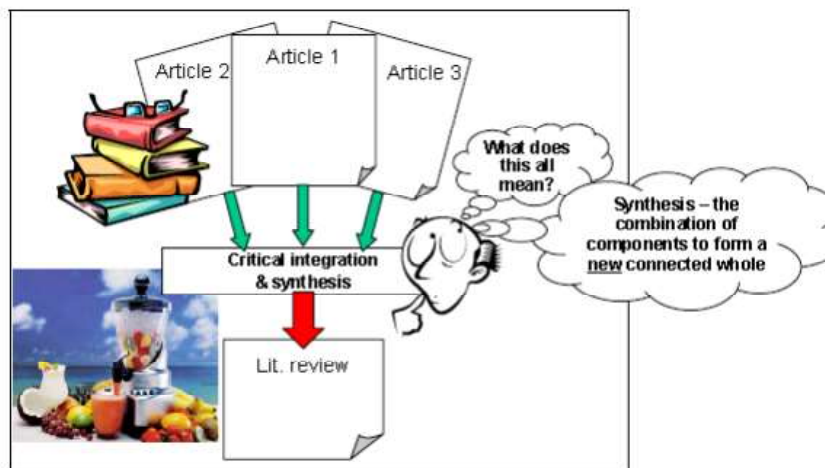 Article 2
Article 1
Article 3
What does
this all
mean?
Synthesis – the
combination of
components to form a
new connected whole
Critical integration
& synthesis
Lit. review